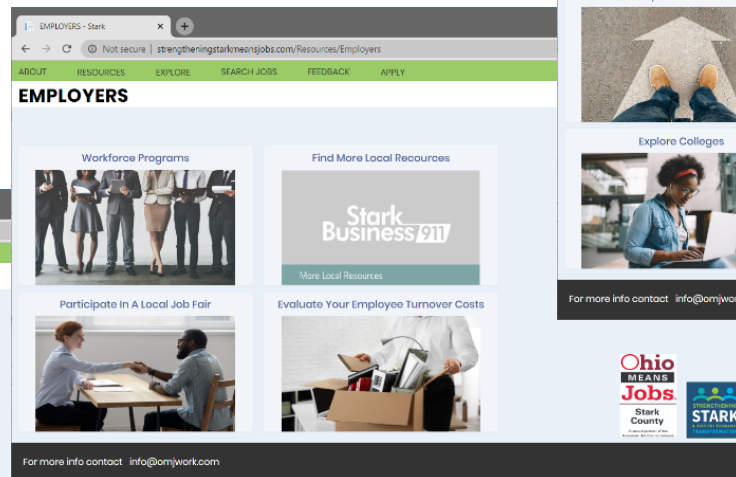 EMPLOYERS - Stark
Not secure | strengtheningstarkmeansjobs.com/Resources/Employers
ABOUT RESOURCES EXPLORE SEARCH JOBS FEEDBACK APPLY
EMPLOYERS
Workforce Programs
Find More Local Recources
Stark
Business 911
More Local Resources
Participate In A Local Job Fair
Evaluate Your Employee Turnover Costs
For more info contact info@omjwork.com
Explore Colleges
For more info contact info@omjwor
Ohio
MEANS
Jobs
Stark
County
STRENGTHENING
STARK